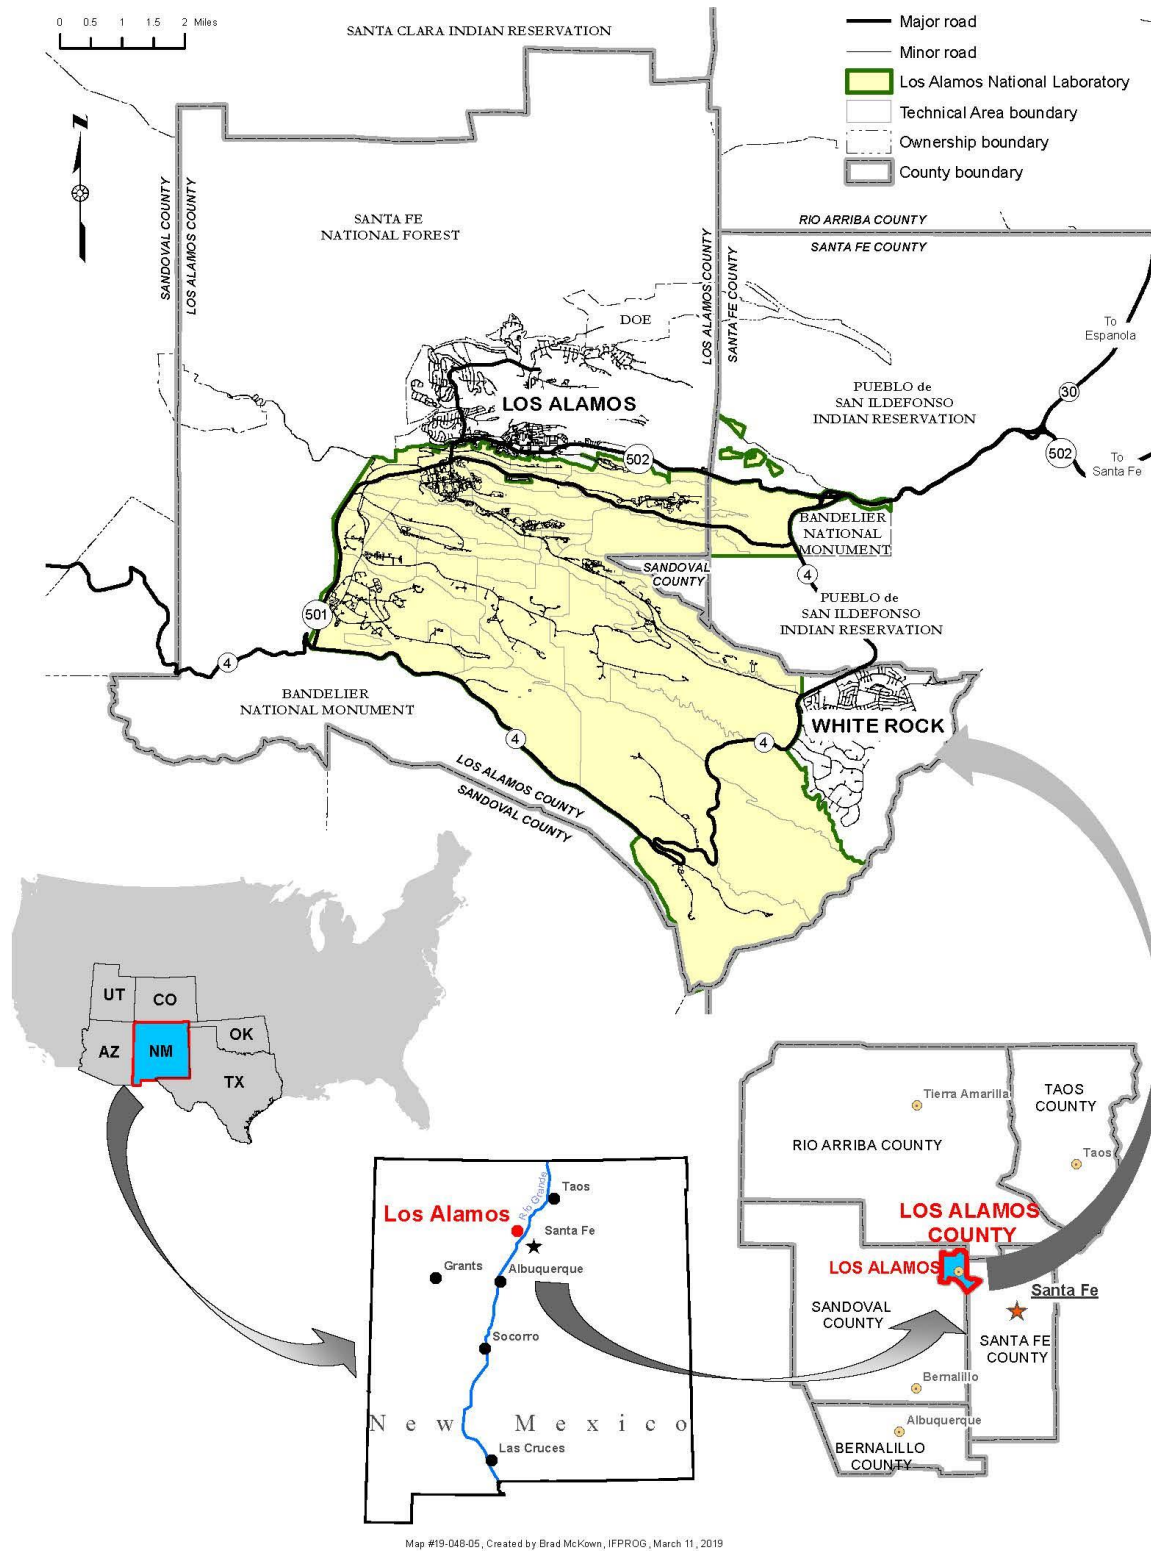 0 0.5 1 1.5 2 Miles
SANTA CLARA INDIAN RESERVATION
Major road
Minor road
Los Alamos National Laboratory
Technical Area boundary
Ownership boundary
County boundary
N
SANDOVAL COUNTY
LOS ALAMOS COUNTY
SANTA FE
NATIONAL FOREST
RIO ARRIBA COUNTY
SANTA FE COUNTY
LOS ALAMOS COUNTY
SANTA FE COUNTY
DOE
To
Espanola
30
PUEBLO de
SAN ILDEFONSO
INDIAN RESERVATION
LOS ALAMOS
502
502
To
Santa Fe
BANDELIER
NATIONAL
MONUMENT
SANDOVAL
COUNTY
4
PUEBLO de
SAN ILDEFONSO
INDIAN RESERVATION
501
4
BANDELIER
NATIONAL MONUMENT
WHITE ROCK
4
4
LOS ALAMOS COUNTY
SANDOVAL COUNTY
UT
CO
AZ
NM
OK
TX
Tierra Amarilla
TAOS
COUNTY
RIO ARRIBA COUNTY
Taos
LOS ALAMOS
COUNTY
LOS ALAMOS
Santa Fe
SANDOVAL
COUNTY
SANTA FE
COUNTY
Bernalillo
Albuquerque
BERNALILLO
COUNTY
Rio Grande
Taos
Los Alamos
Santa Fe
Grants
Albuquerque
Socorro
New Mexico
Las Cruces
Map #19-048-05, Created by Brad McKown, IFPROG, March 11, 2019